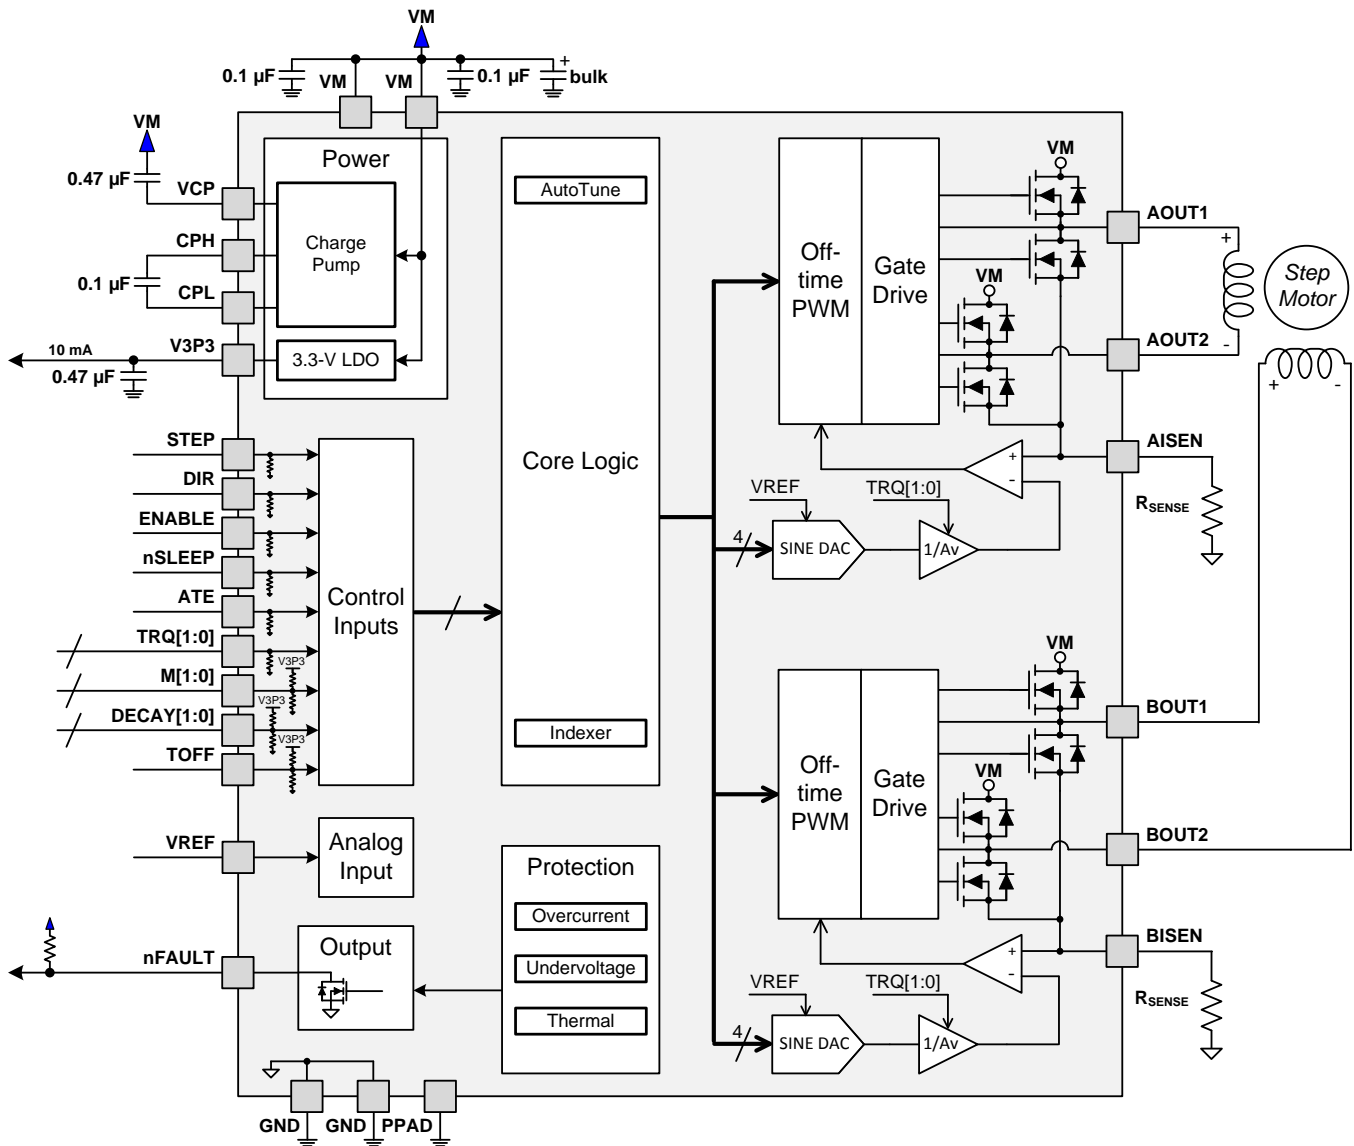 VM
0.1 µF
VM
VM
0.1 µF
+
bulk
VM
0.47 µF
VCP
CPH
0.1 µF
CPL
10 mA
V3P3
0.47 µF
Power
Charge
Pump
3.3-V LDO
STEP
DIR
ENABLE
nSLEEP
ATE
TRQ[1:0]
M[1:0]
DECAY[1:0]
TOFF
V3P3
V3P3
V3P3
Control
Inputs
VREF
Analog
Input
nFAULT
Output
GND
GND
PPAD
AutoTune
Core Logic
Indexer
Protection
Overcurrent
Undervoltage
Thermal
Off-
time
PWM
Gate
Drive
VM
VM
VREF
TRQ[1:0]
4
SINE DAC
1/Av
+
-
AOUT1
+
Step
Motor
AOUT2
-
+
-
AISEN
RSENSE
Off-
time
PWM
Gate
Drive
VM
VM
VREF
TRQ[1:0]
4
SINE DAC
1/Av
+
-
BOUT1
BOUT2
BISEN
RSENSE